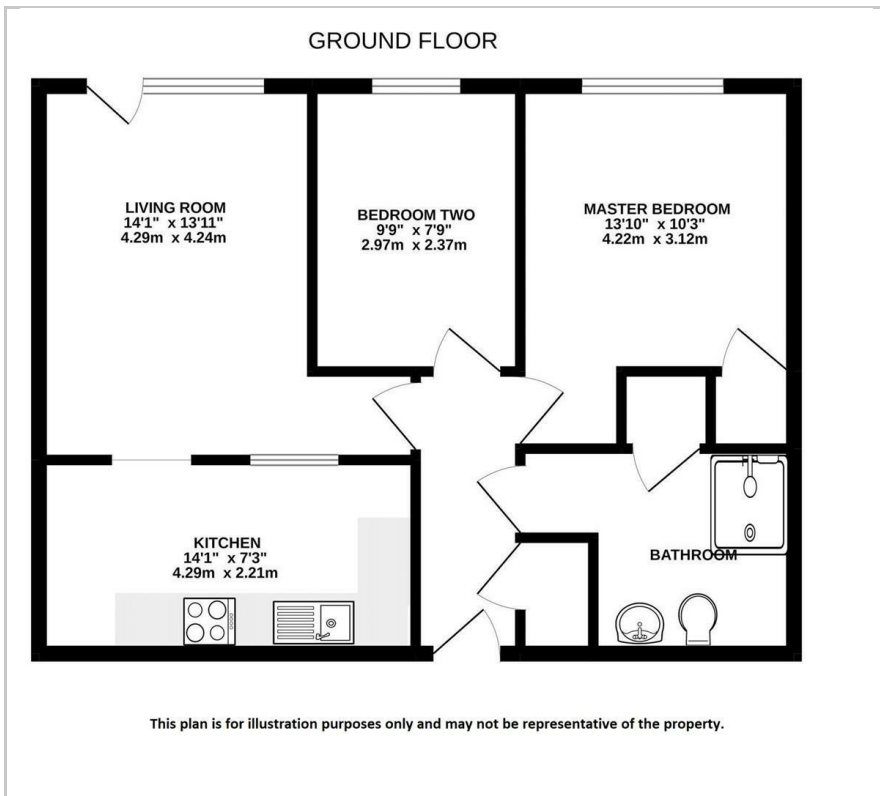 GROUND FLOOR
LIVING ROOM
14'1" x 13'11"
4.29m x 4.24m
BEDROOM TWO
9'9" x 7'9"
2.97m x 2.37m
MASTER BEDROOM
13'10" x 10'3"
4.22m x 3.12m
KITCHEN
14'1" x 7'3"
4.29m x 2.21m
BATHROOM
This plan is for illustration purposes only and may not be representative of the property.